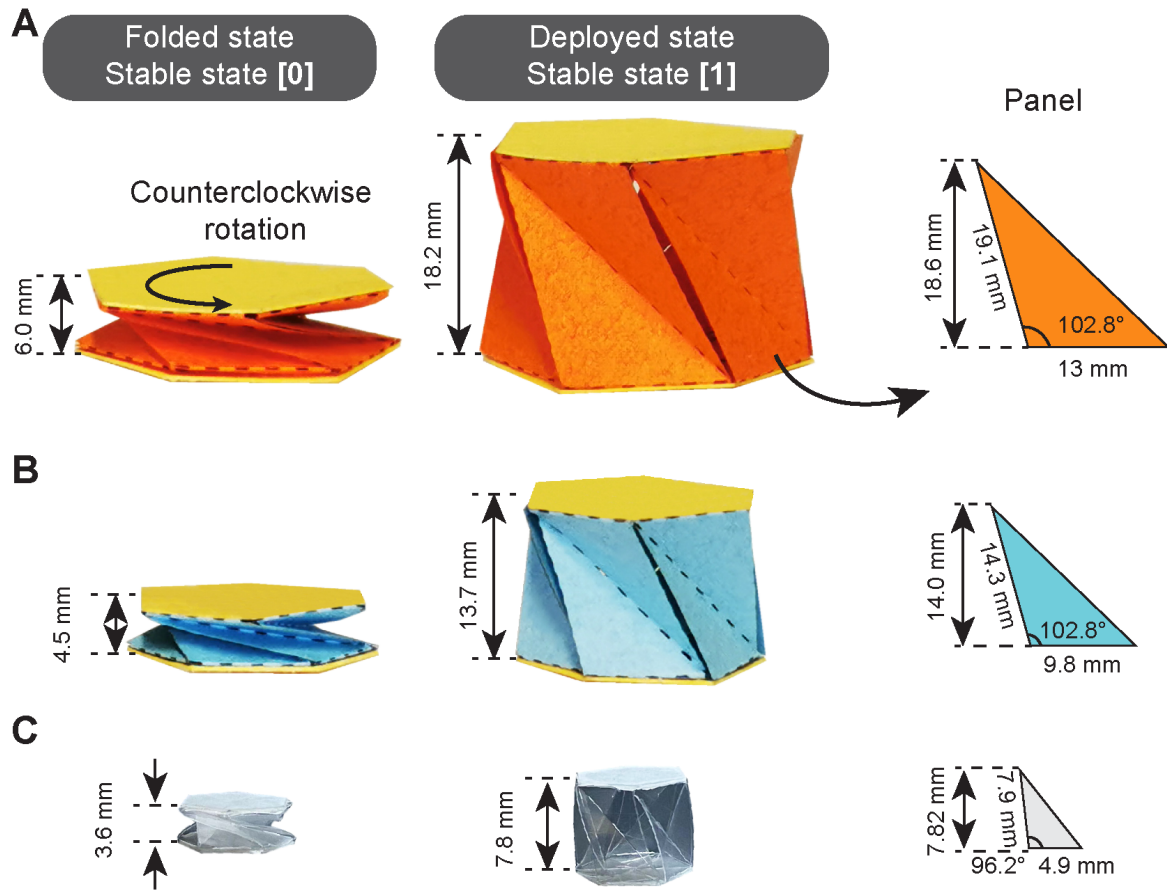 A
Folded state
Stable state [0]
Deployed state
Stable state [1]
Panel
Counterclockwise
rotation
6.0 mm
18.2 mm
18.6 mm
19.1 mm
102.8°
13 mm
B
4.5 mm
13.7 mm
14.0 mm
14.3 mm
102.8°
9.8 mm
C
3.6 mm
7.8 mm
7.82 mm
7.9 mm
96.2°
4.9 mm